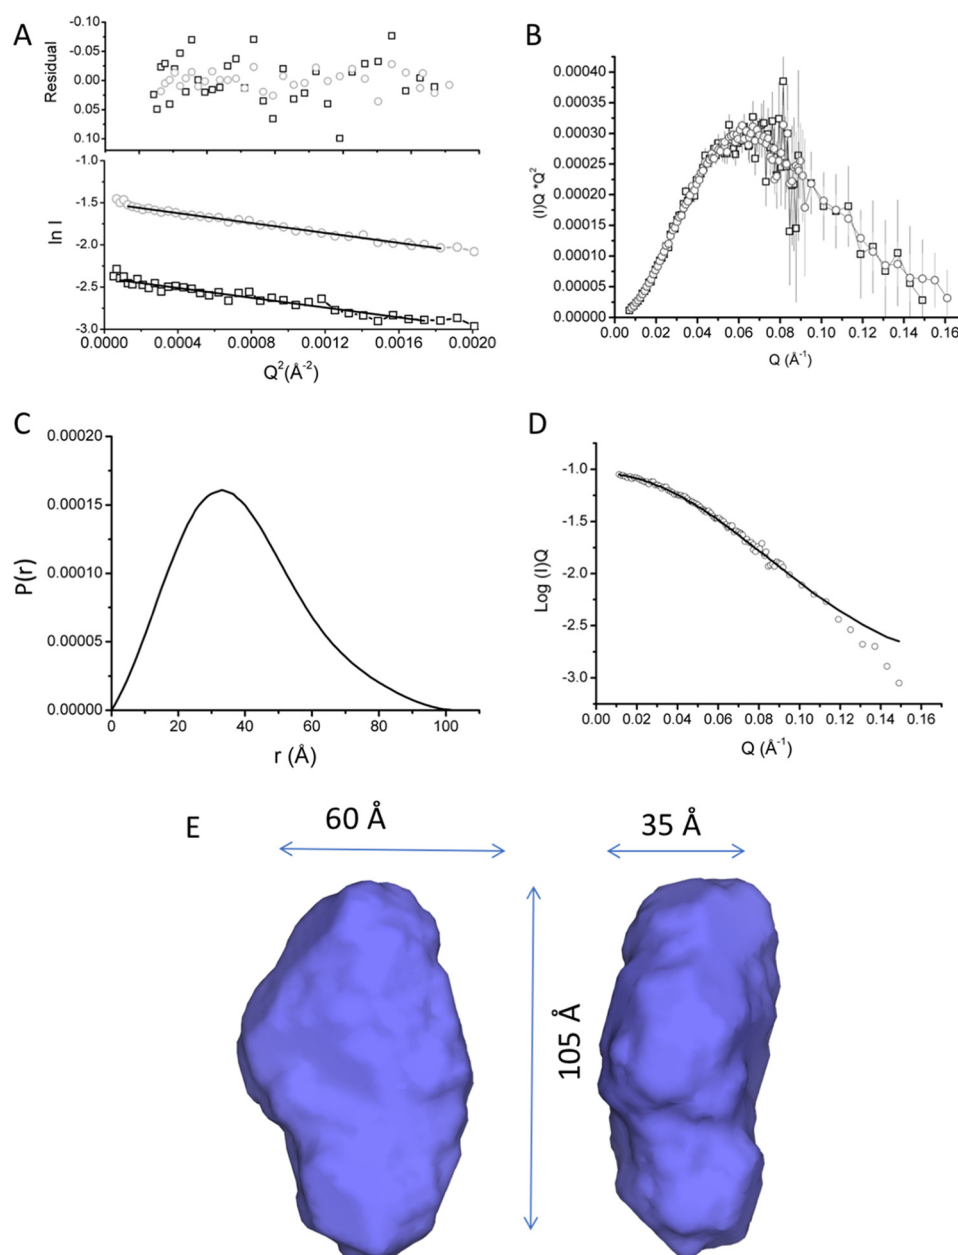 A
Residual
-0.10
-0.05
0.00
0.05
0.10
ln I
-1.0
-1.5
-2.0
-2.5
-3.0
0.0000 0.0004 0.0008 0.0012 0.0016 0.0020
Q2(Å-2)
B
(I)Q *Q2
0.00040
0.00035
0.00030
0.00025
0.00020
0.00015
0.00010
0.00005
0.00000
0.00 0.02 0.04 0.06 0.08 0.10 0.12 0.14 0.16
Q (Å-1)
C
P(r)
0.00020
0.00015
0.00010
0.00005
0.00000
0 20 40 60 80 100
r (Å)
D
Log (I)Q
-1.0
-1.5
-2.0
-2.5
-3.0
0.00 0.02 0.04 0.06 0.08 0.10 0.12 0.14 0.16
Q (Å-1)
E
60 Å
35 Å
105 Å